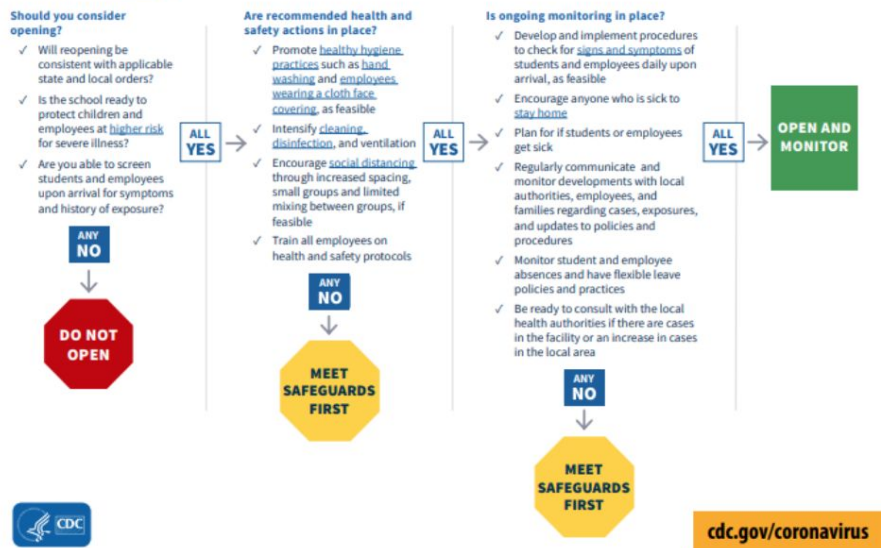 Should you consider
opening?
✓ Will reopening be
consistent with applicable
state and local orders?
✓ Is the school ready to
protect children and
employees at higher risk
for severe illness?
✓ Are you able to screen
students and employees
upon arrival for symptoms
and history of exposure?
ANY
NO
DO NOT
OPEN
ALL
YES
Are recommended health and
safety actions in place?
✓ Promote healthy hygiene
practices such as hand
washing and employees
wearing a cloth face
covering, as feasible
✓ Intensify cleaning,
disinfection, and ventilation
✓ Encourage social distancing
through increased spacing,
small groups and limited
mixing between groups, if
feasible
✓ Train all employees on
health and safety protocols
ANY
NO
MEET
SAFEGUARDS
FIRST
ALL
YES
Is ongoing monitoring in place?
✓ Develop and implement procedures
to check for signs and symptoms of
students and employees daily upon
arrival, as feasible
✓ Encourage anyone who is sick to
stay home
✓ Plan for if students or employees
get sick
✓ Regularly communicate and
monitor developments with local
authorities, employees, and
families regarding cases, exposures,
and updates to policies and
procedures
✓ Monitor student and employee
absences and have flexible leave
policies and practices
✓ Be ready to consult with the local
health authorities if there are cases
in the facility or an increase in cases
in the local area
ANY
NO
MEET
SAFEGUARDS
FIRST
ALL
YES
OPEN AND
MONITOR
CDC
cdc.gov/coronavirus